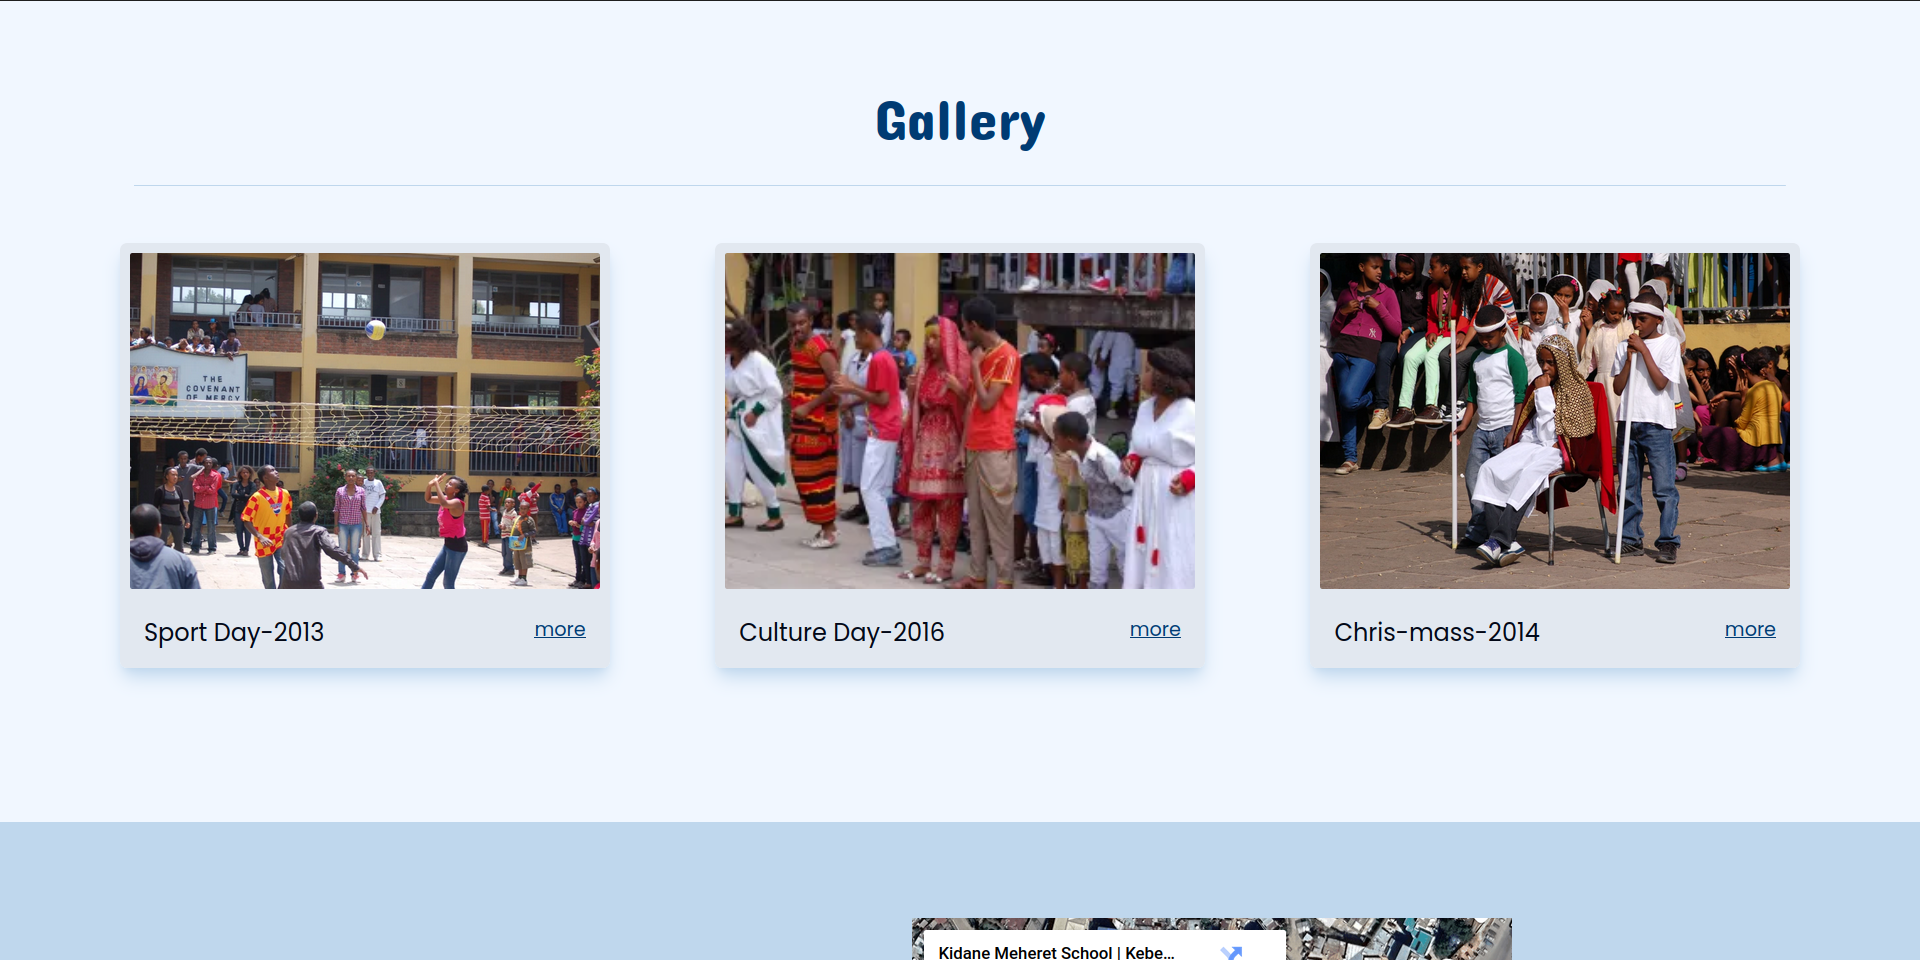 Gallery
THE
COVENANT
OF MERCY
Sport Day-2013
more
Culture Day-2016
more
Chris-mass-2014
more
Kidane Meheret School | Kebe...